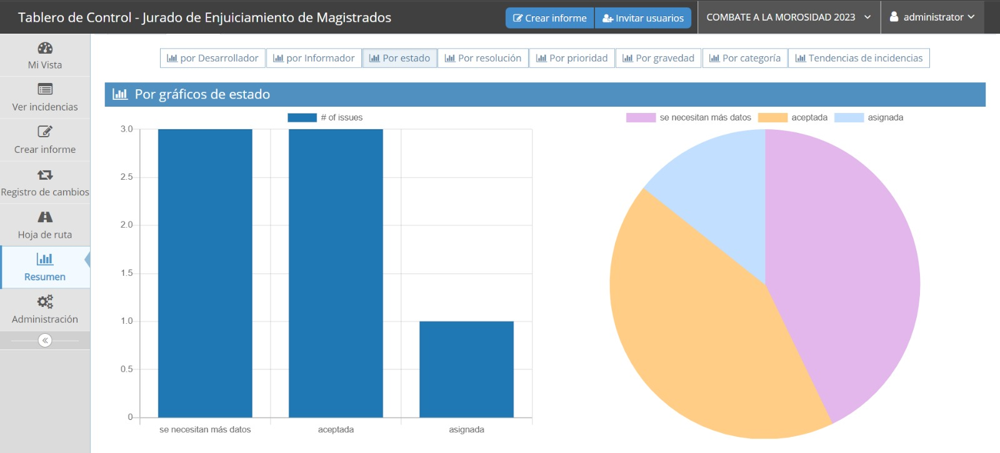 Tablero de Control - Jurado de Enjuiciamiento de Magistrados
Crear informe
Invitar usuarios
COMBATE A LA MOROSIDAD 2023
administrator
Mi Vista
Ver incidencias
Crear informe
Registro de cambios
Hoja de ruta
Resumen
Administración
por Desarrollador
por Informador
Por estado
Por resolución
Por prioridad
Por gravedad
Por categoría
Tendencias de incidencias
Por gráficos de estado
# of issues
3.0
2.5
2.0
1.5
1.0
0.5
0
se necesitan más datos
aceptada
asignada
se necesitan más datos
aceptada
asignada